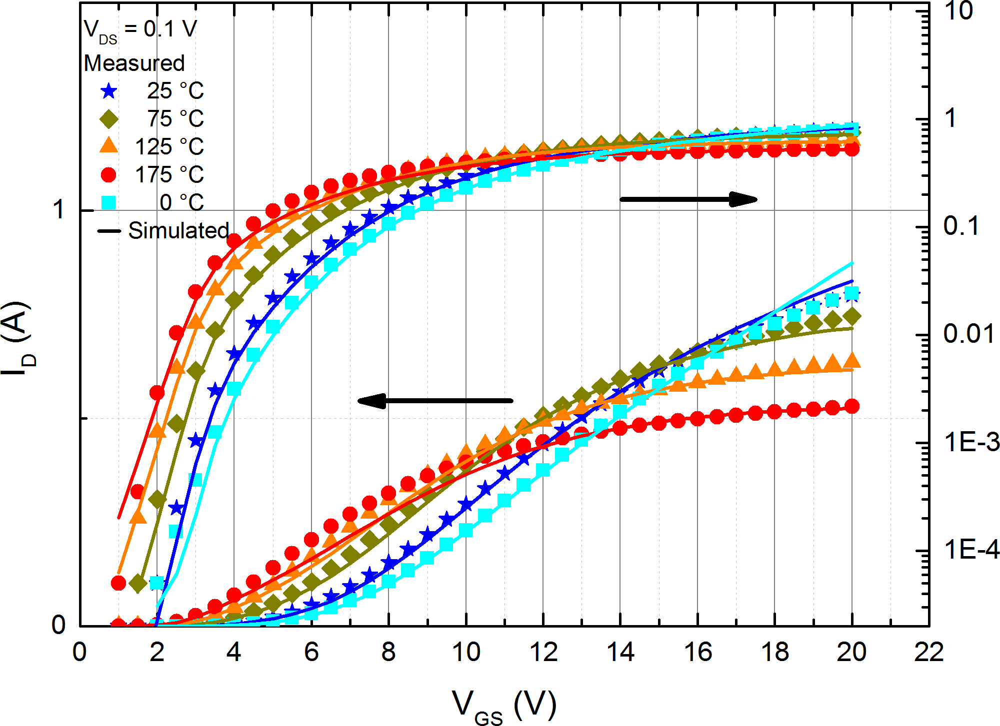 V_DS = 0.1 V
Measured
25 °C
75 °C
125 °C
175 °C
0 °C
Simulated
I_D (A)
1
0
10
1
0.1
0.01
1E-3
1E-4
0 2 4 6 8 10 12 14 16 18 20 22
V_GS (V)